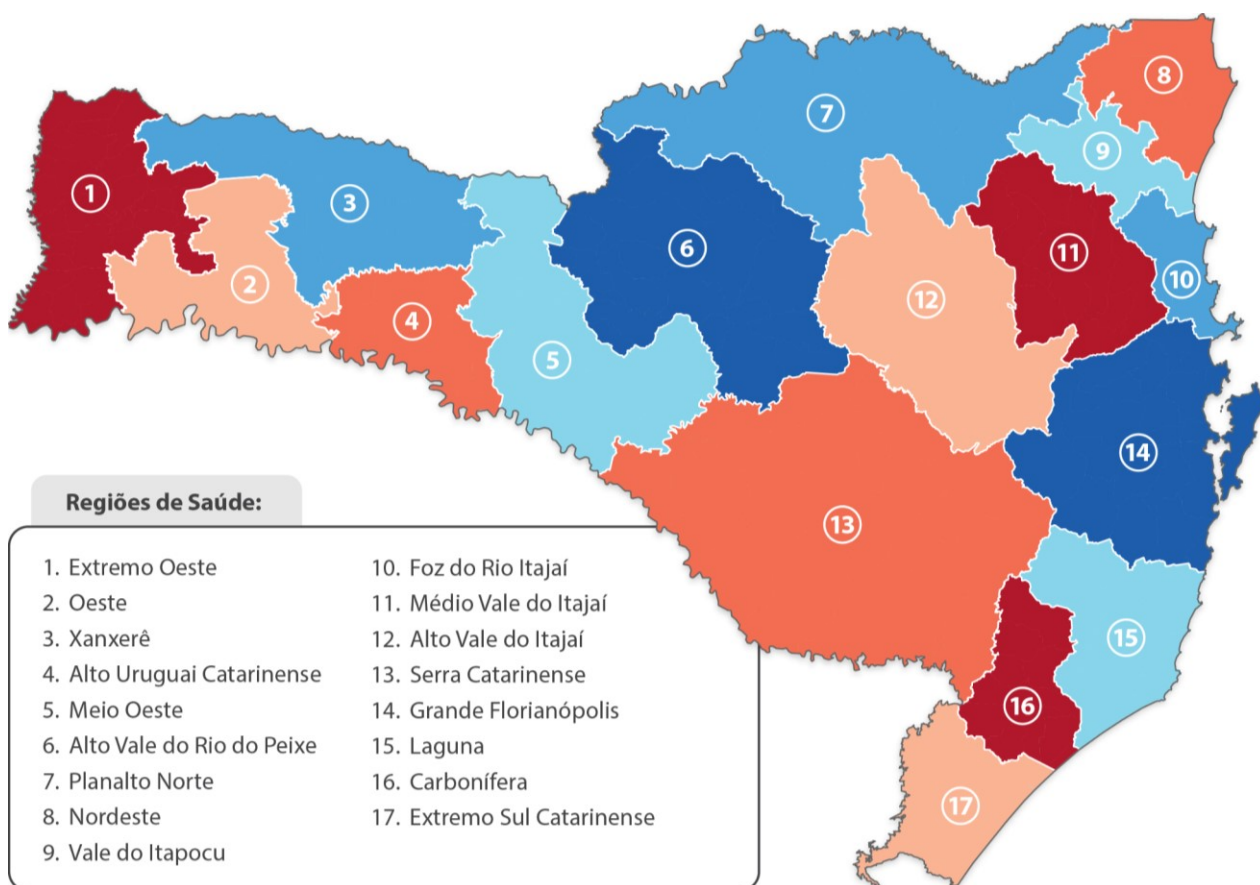 1
2
3
4
5
6
7
8
9
10
11
12
13
14
15
16
17
Regiões de Saúde:
1. Extremo Oeste
2. Oeste
3. Xanxerê
4. Alto Uruguai Catarinense
5. Meio Oeste
6. Alto Vale do Rio do Peixe
7. Planalto Norte
8. Nordeste
9. Vale do Itapocu
10. Foz do Rio Itajaí
11. Médio Vale do Itajaí
12. Alto Vale do Itajaí
13. Serra Catarinense
14. Grande Florianópolis
15. Laguna
16. Carbonífera
17. Extremo Sul Catarinense